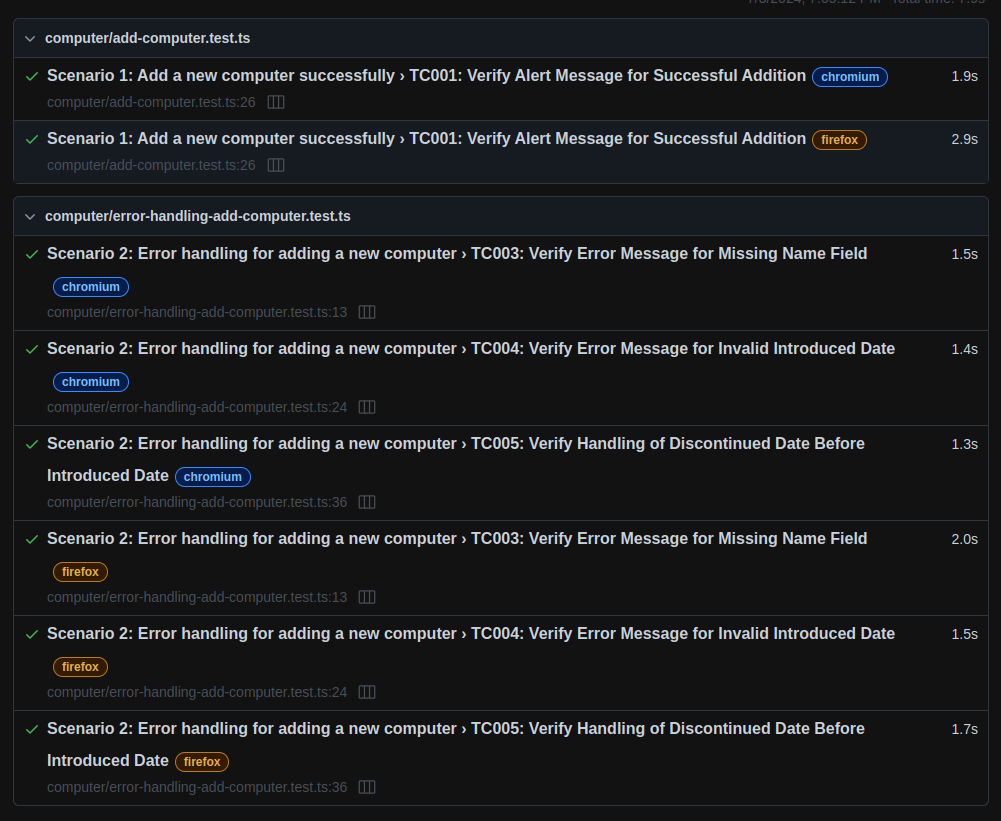 computer/add-computer.test.ts
Scenario 1: Add a new computer successfully › TC001: Verify Alert Message for Successful Addition chromium 1.9s
computer/add-computer.test.ts:26
Scenario 1: Add a new computer successfully › TC001: Verify Alert Message for Successful Addition firefox 2.9s
computer/add-computer.test.ts:26
computer/error-handling-add-computer.test.ts
Scenario 2: Error handling for adding a new computer › TC003: Verify Error Message for Missing Name Field 1.5s
chromium
computer/error-handling-add-computer.test.ts:13
Scenario 2: Error handling for adding a new computer › TC004: Verify Error Message for Invalid Introduced Date 1.4s
chromium
computer/error-handling-add-computer.test.ts:24
Scenario 2: Error handling for adding a new computer › TC005: Verify Handling of Discontinued Date Before 1.3s
Introduced Date chromium
computer/error-handling-add-computer.test.ts:36
Scenario 2: Error handling for adding a new computer › TC003: Verify Error Message for Missing Name Field 2.0s
firefox
computer/error-handling-add-computer.test.ts:13
Scenario 2: Error handling for adding a new computer › TC004: Verify Error Message for Invalid Introduced Date 1.5s
firefox
computer/error-handling-add-computer.test.ts:24
Scenario 2: Error handling for adding a new computer › TC005: Verify Handling of Discontinued Date Before 1.7s
Introduced Date firefox
computer/error-handling-add-computer.test.ts:36